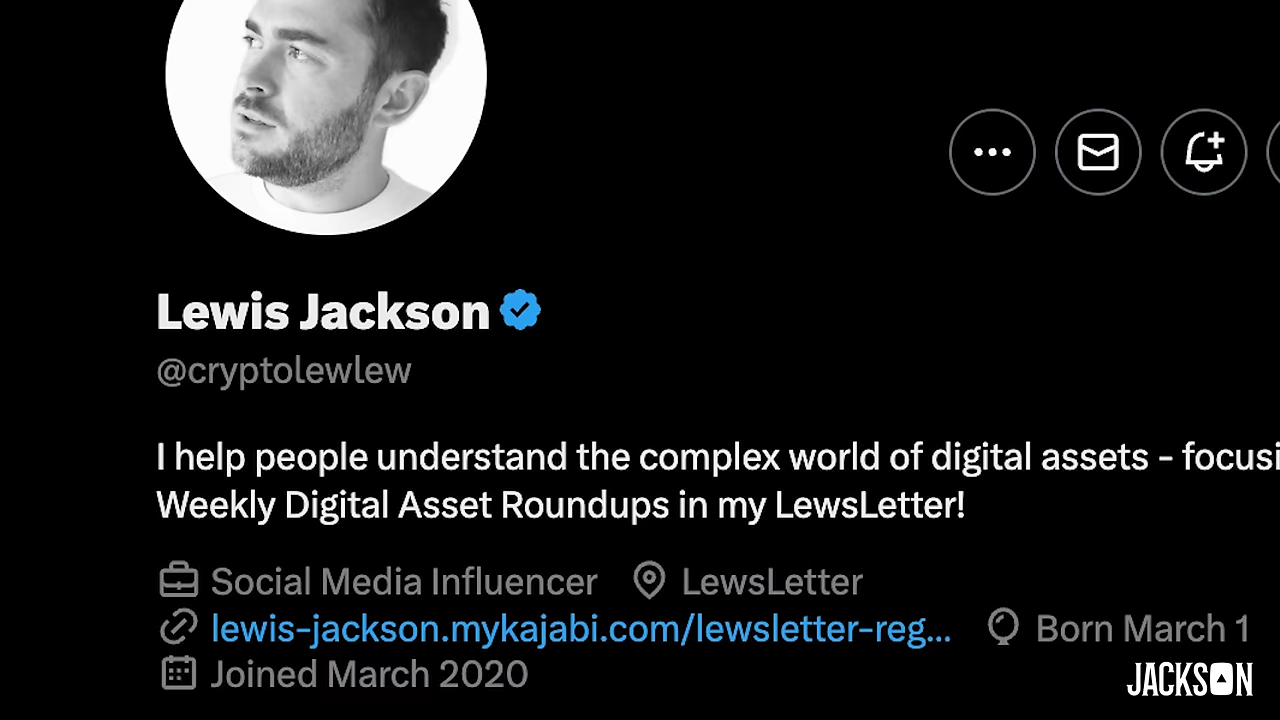 Lewis Jackson
@cryptolewlew
I help people understand the complex world of digital assets - focusi
Weekly Digital Asset Roundups in my LewsLetter!
Social Media Influencer LewsLetter
lewis-jackson.mykajabi.com/lewsletter-reg... Born March 1
Joined March 2020
JACKSON